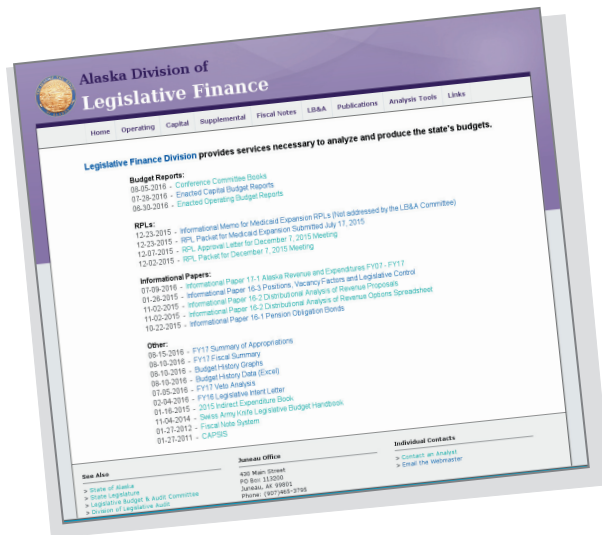 Alaska Division of
Legislative Finance
Home Operating Capital Supplemental Fiscal Notes LB&A Publications Analysis Tools Links
Legislative Finance Division provides services necessary to analyze and produce the state's budgets.
Budget Reports:
08-05-2016 - Conference Committee Books
07-28-2016 - Enacted Capital Budget Reports
06-30-2016 - Enacted Operating Budget Reports
RPLs:
12-23-2015 - Informational Memo for Medicaid Expansion RPLs (Not addressed by the LB&A Committee)
12-23-2015 - RPL Packet for Medicaid Expansion Submitted July 17, 2015
12-07-2015 - RPL Approval Letter for December 7, 2015 Meeting
12-02-2015 - RPL Packet for December 7, 2015 Meeting
Informational Papers:
07-09-2016 - Informational Paper 17-1 Alaska Revenue and Expenditures FY07 - FY17
01-26-2015 - Informational Paper 16-3 Positions, Vacancy Factors and Legislative Control
11-02-2015 - Informational Paper 16-2 Distributional Analysis of Revenue Proposals
11-02-2015 - Informational Paper 16-2 Distributional Analysis of Revenue Options Spreadsheet
10-22-2015 - Informational Paper 16-1 Pension Obligation Bonds
Other:
08-15-2016 - FY17 Summary of Appropriations
08-10-2016 - FY17 Fiscal Summary
08-10-2016 - Budget History Graphs
08-10-2016 - Budget History Data (Excel)
07-05-2016 - FY17 Veto Analysis
02-04-2016 - FY16 Legislative Intent Letter
01-16-2015 - 2015 Indirect Expenditure Book
11-04-2014 - Swiss Army Knife Legislative Budget Handbook
01-27-2012 - Fiscal Note System
01-27-2011 - CAPSIS
See Also
> State of Alaska
> State Legislature
> Legislative Budget & Audit Committee
> Division of Legislative Audit
Juneau Office
430 Main Street
PO Box 113200
Juneau, AK 99801
Phone: (907)465-3795
Individual Contacts
> Contact an Analyst
> Email the Webmaster